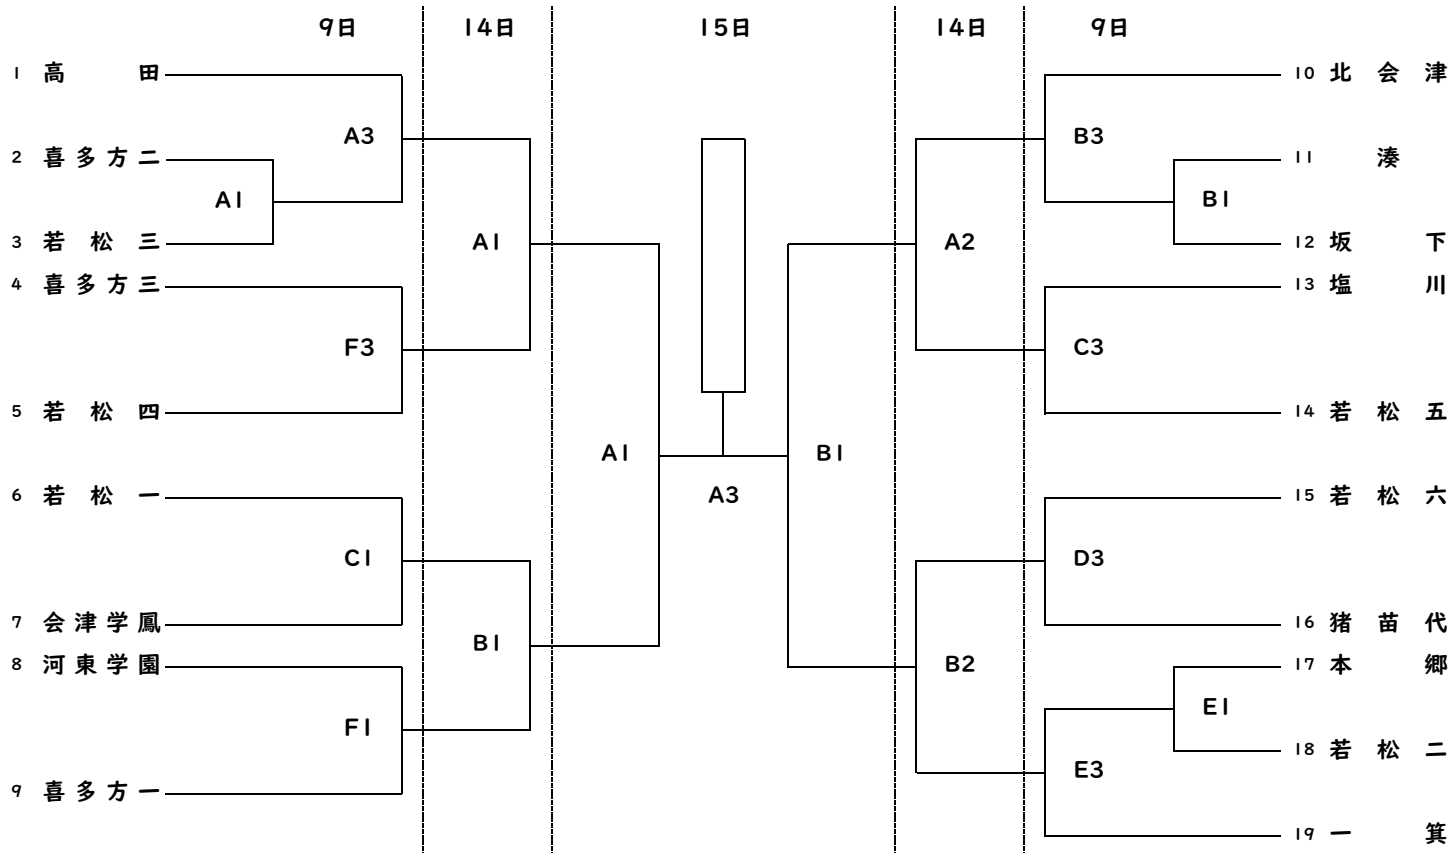 9日 14日 15日 14日 9日
1 高田 10 北会津
A3 B3
2 喜多方二 11 湊
A1 B1
3 若松三 A1 A2 12 坂下
4 喜多方三 13 塩川
F3 C3
5 若松四 14 若松五
A1 B1
6 若松一 A3 15 若松六
C1 D3
7 会津学鳳 16 猪苗代
B1
8 河東学園 B2 17 本郷
F1 E1
18 若松二
E3
9 喜多方一
19 一箕